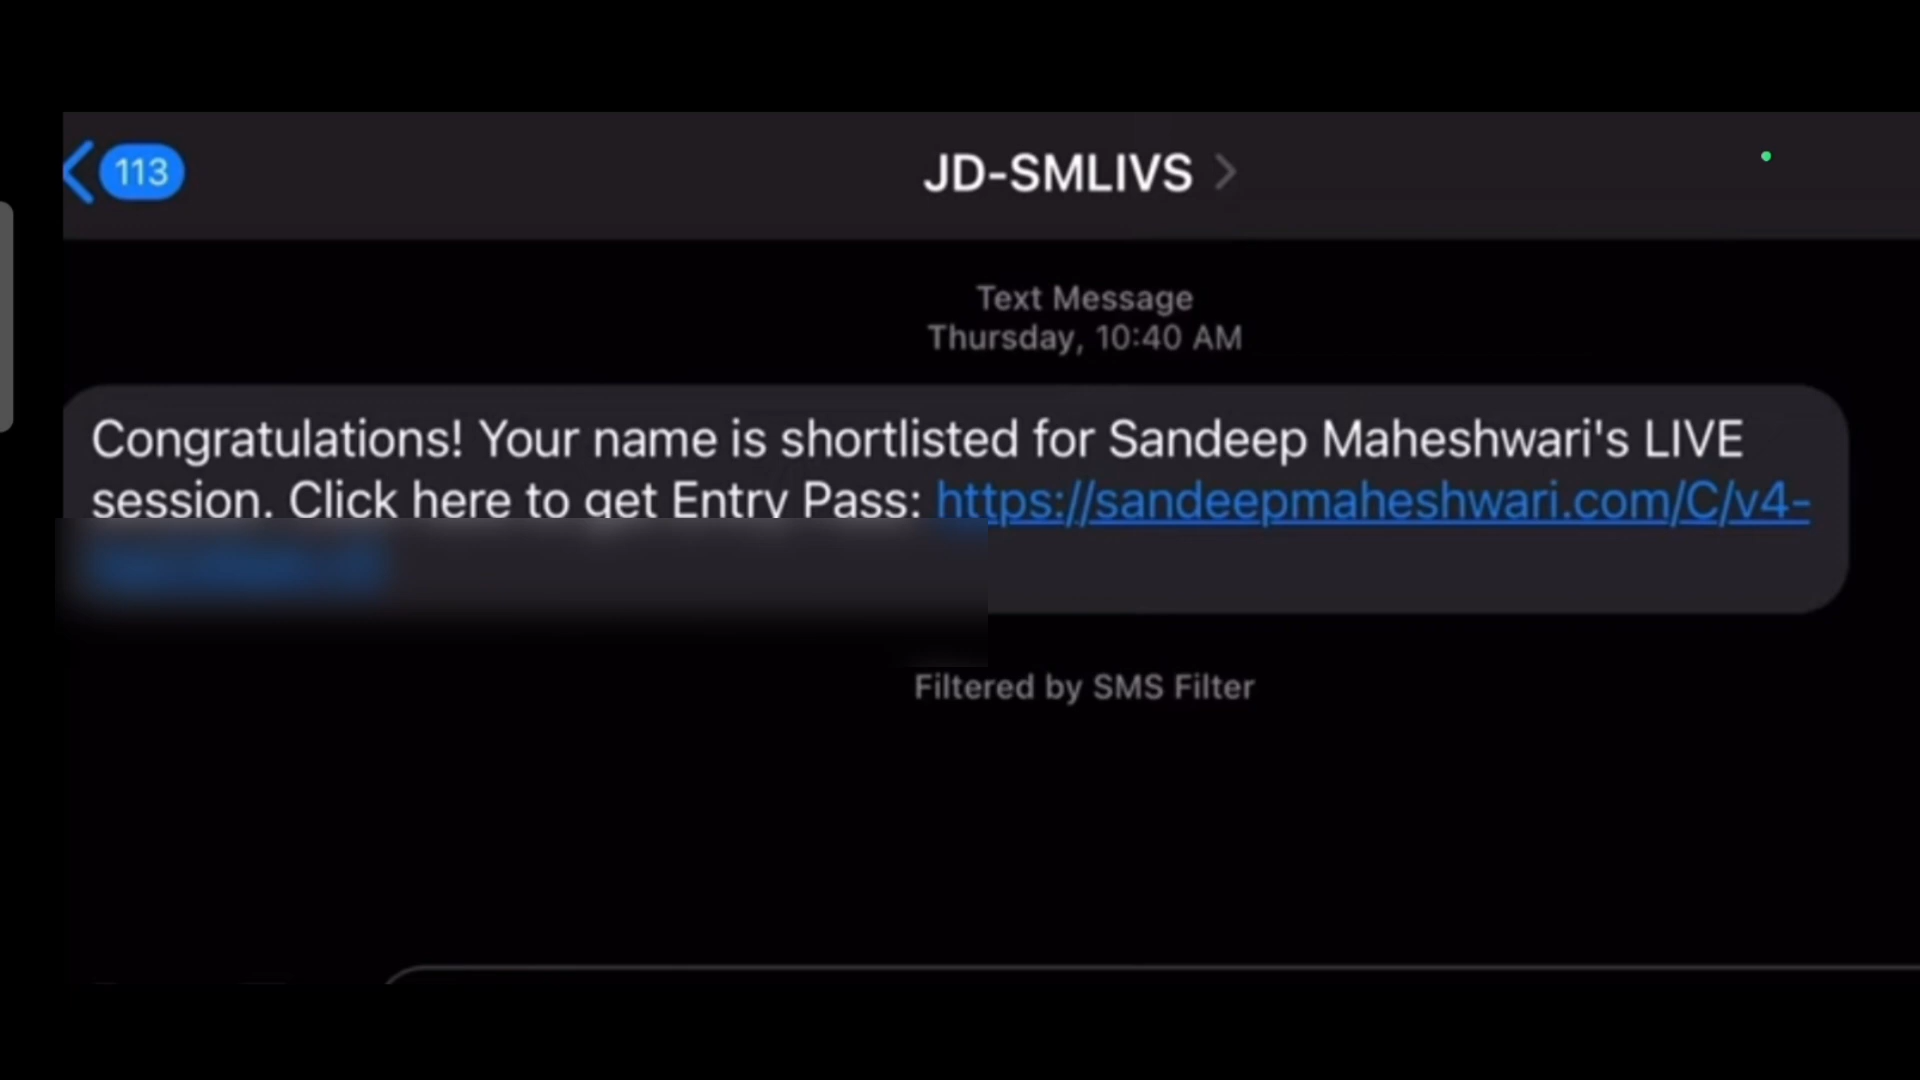 113
JD-SMLIVS
Text Message
Thursday, 10:40 AM
Congratulations! Your name is shortlisted for Sandeep Maheshwari's LIVE
session. Click here to get Entry Pass: https://sandeepmaheshwari.com/C/v4-
Filtered by SMS Filter